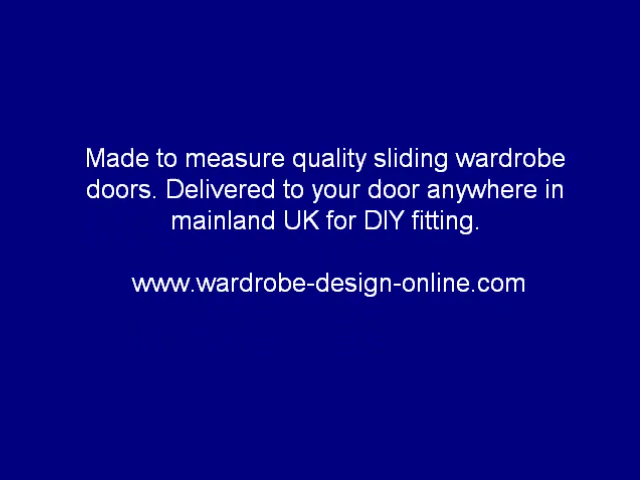 Made to measure quality sliding wardrobe
doors. Delivered to your door anywhere in
mainland UK for DIY fitting.
www.wardrobe-design-online.com